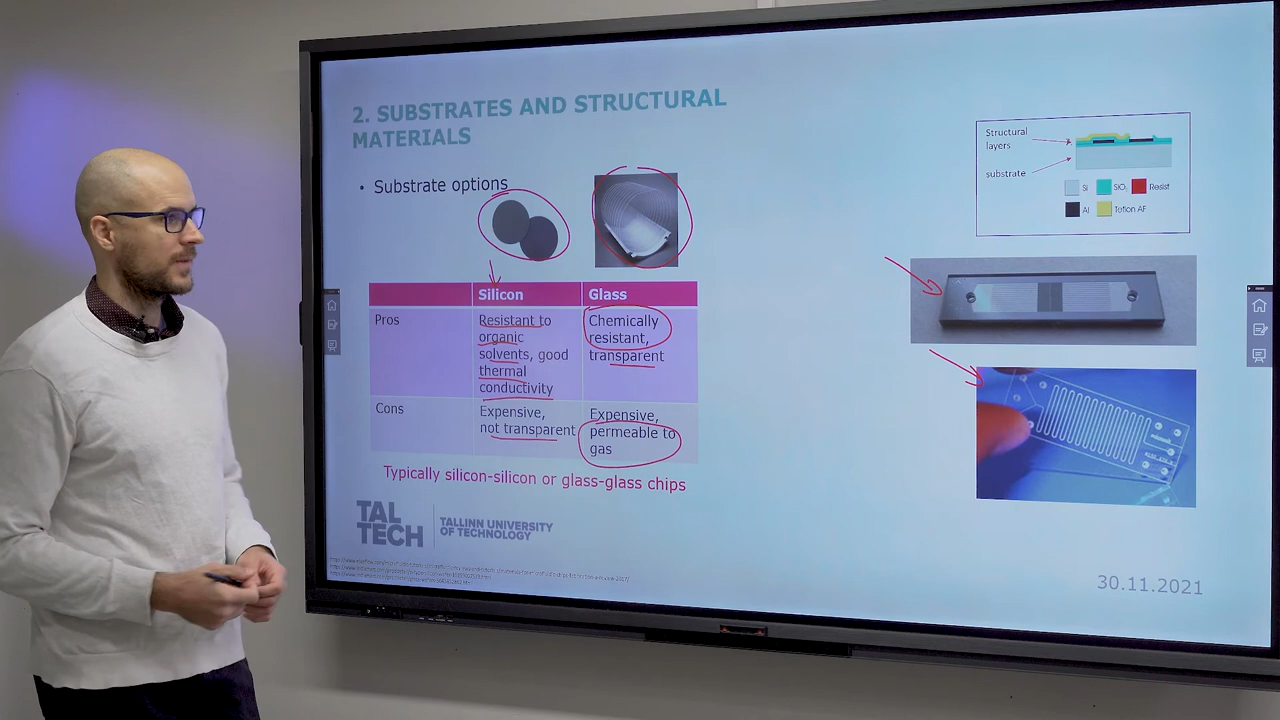 2. SUBSTRATES AND STRUCTURAL
MATERIALS
• Substrate options
Silicon
Glass
Pros
Resistant to
organic
solvents, good
thermal
conductivity
Chemically
resistant,
transparent
Cons
Expensive,
not transparent
Expensive,
permeable to
gas
Typically silicon-silicon or glass-glass chips
TAL
TECH
TALLINN UNIVERSITY
OF TECHNOLOGY
Structural
layers
substrate
Si
SiO₂
Resist
Al
Teflon AF
30.11.2021